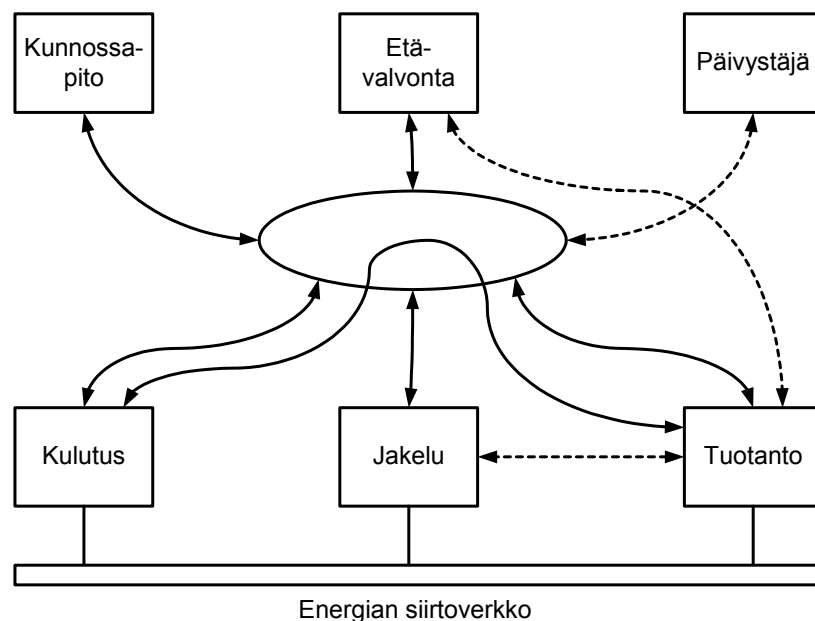 Kunnossa-
pito
Etä-
valvonta
Päivystäjä
Kulutus
Jakelu
Tuotanto
Energian siirtoverkko